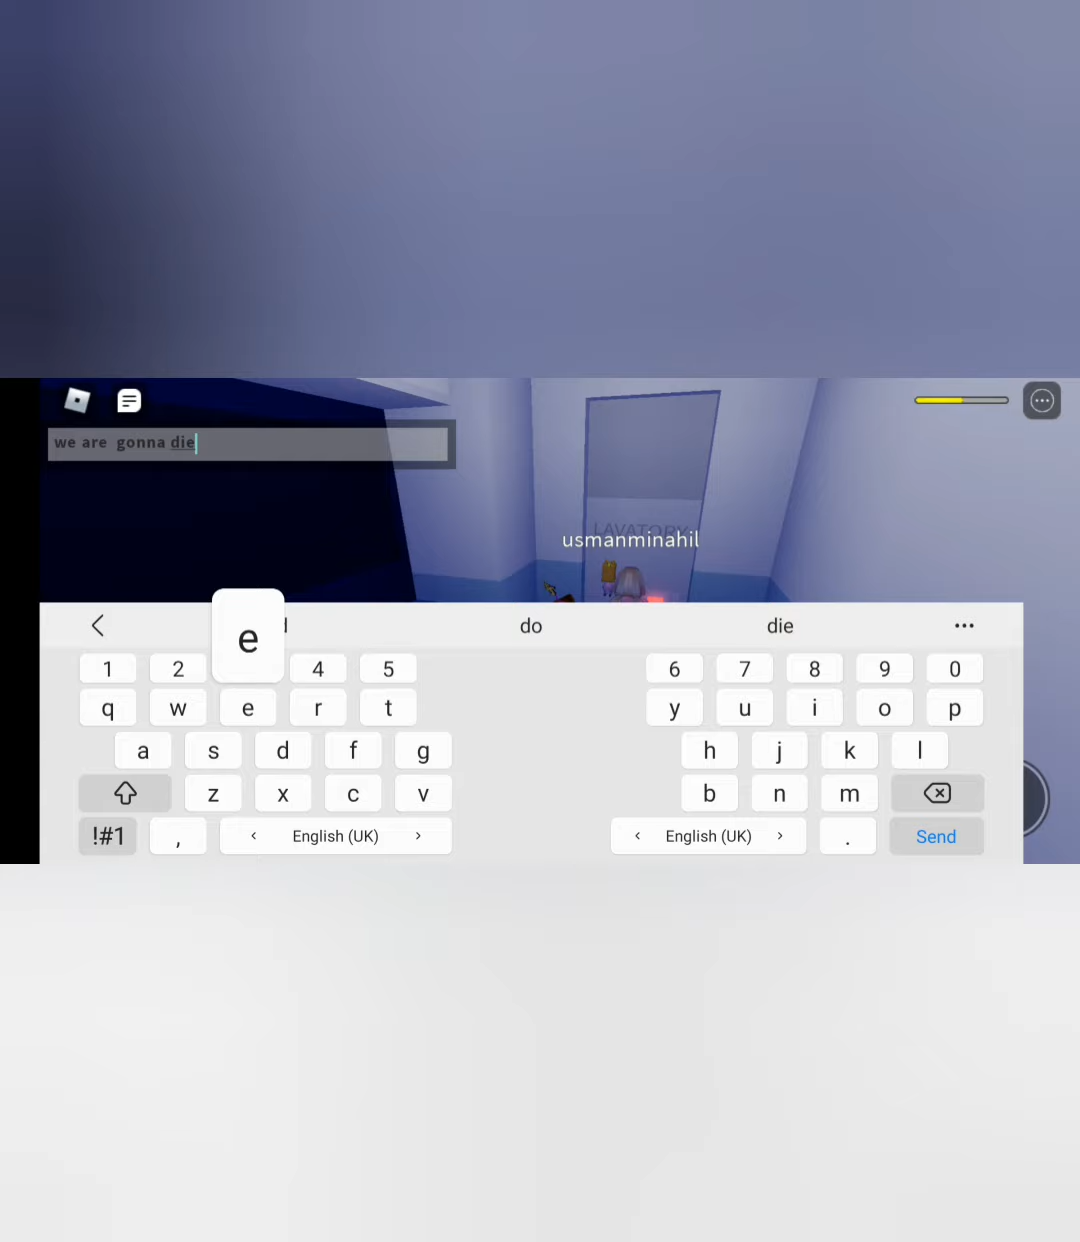 we are  gonna die
LAVATORY
usmanminahil
e
do
die
1 2 4 5 6 7 8 9 0
q w e r t y u i o p
a s d f g h j k l
z x c v b n m
!#1 , < English (UK) > < English (UK) > . Send